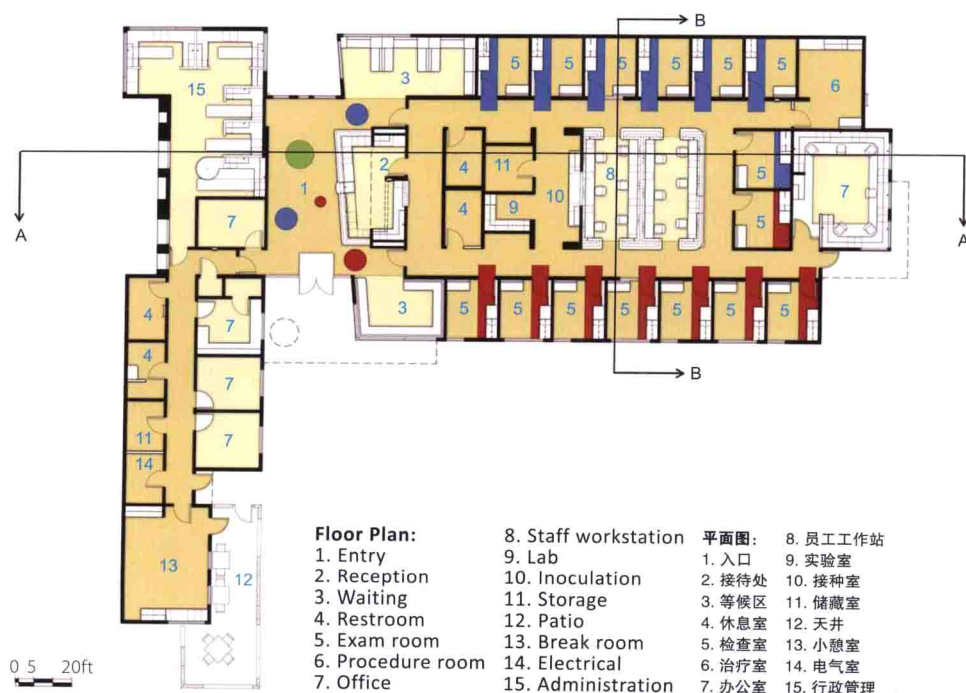 B
5 5 5 5 5 5
3
15
6
2
A
4 11
8
5
7
A
1
10
7
4 9
5
3
5 5 5 5 5 5 5
4
7
B
4
7
11
7
14
13
12
Floor Plan:
1. Entry
2. Reception
3. Waiting
4. Restroom
5. Exam room
6. Procedure room
7. Office
8. Staff workstation
9. Lab
10. Inoculation
11. Storage
12. Patio
13. Break room
14. Electrical
15. Administration
平面图:
1. 入口
2. 接待处
3. 等候区
4. 休息室
5. 检查室
6. 治疗室
7. 办公室
8. 员工工作站
9. 实验室
10. 接种室
11. 储藏室
12. 天井
13. 小憩室
14. 电气室
15. 行政管理
0 5 20ft